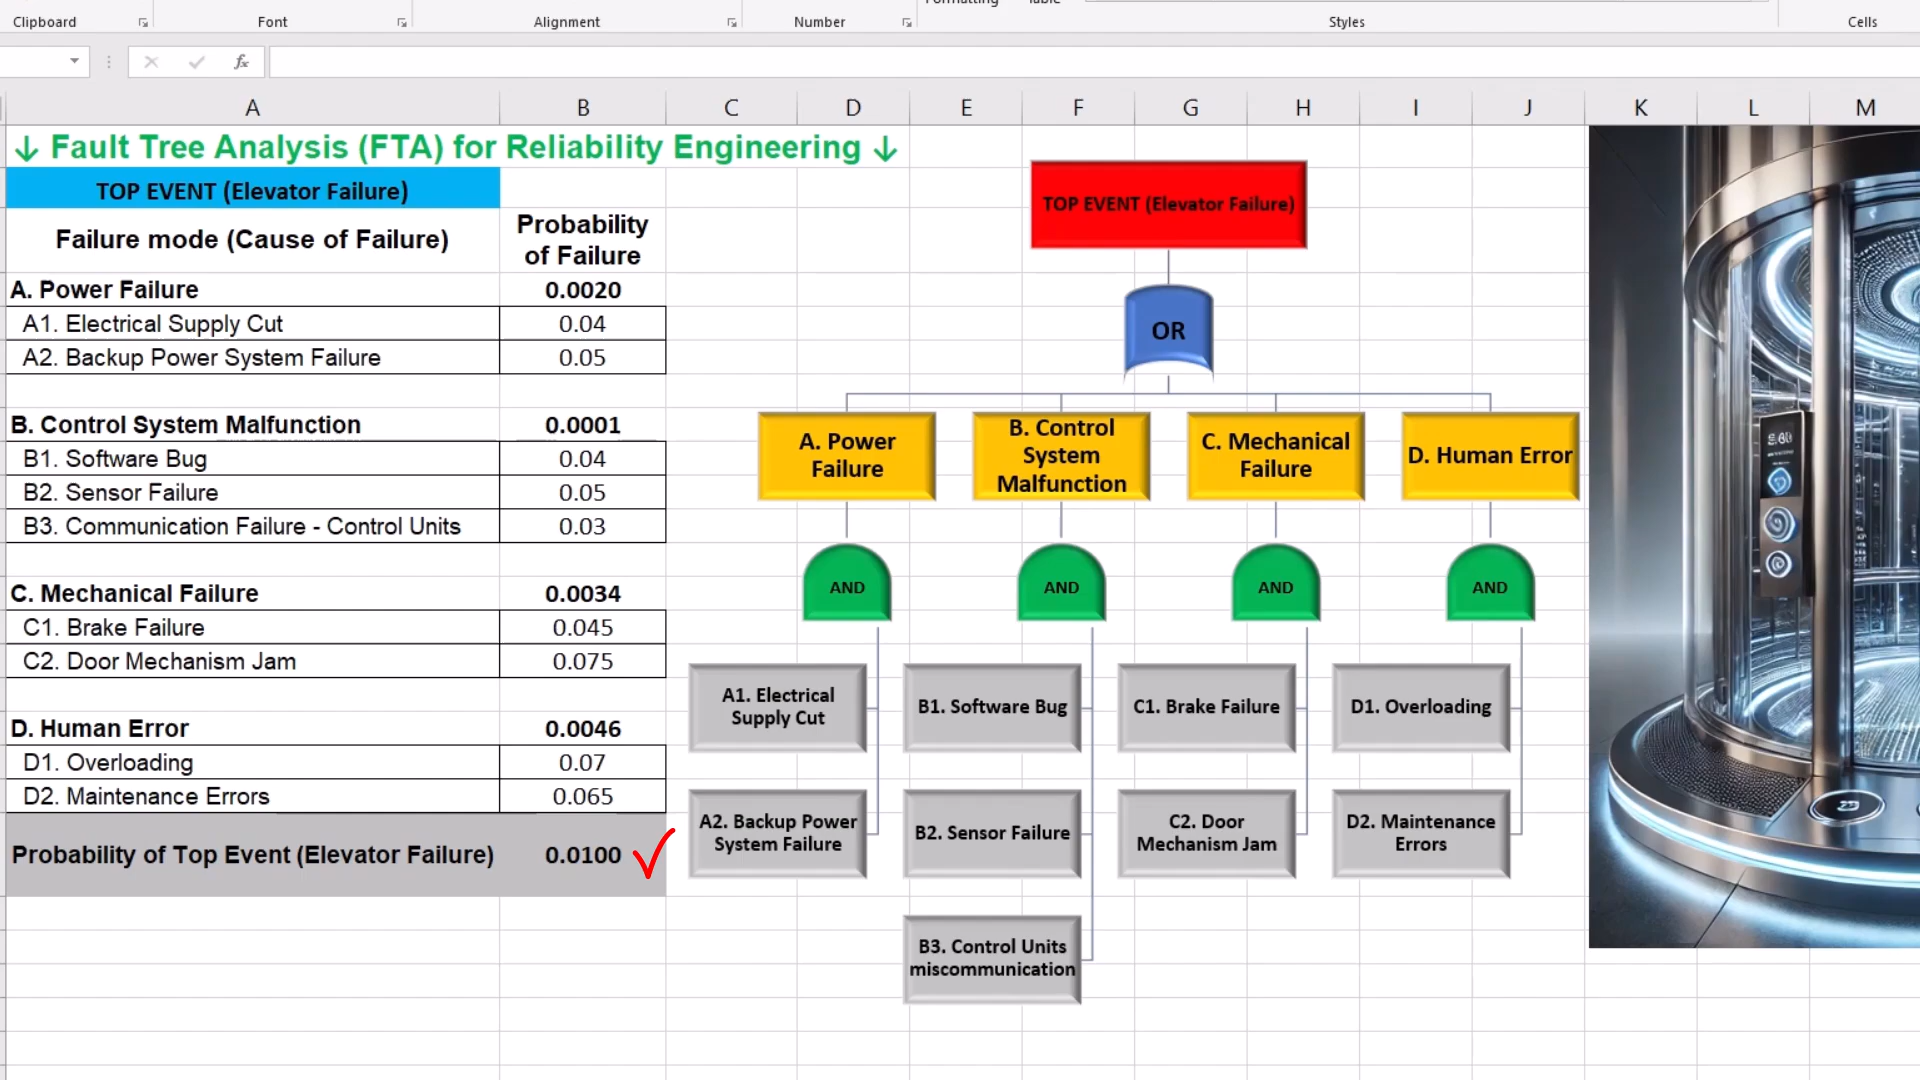 Clipboard
Font
Alignment
Number
Formatting
Table
Styles
Cells
fx
A B C D E F G H I J K L M
↓ Fault Tree Analysis (FTA) for Reliability Engineering ↓
TOP EVENT (Elevator Failure)
Failure mode (Cause of Failure)
Probability
of Failure
A. Power Failure 0.0020
A1. Electrical Supply Cut 0.04
A2. Backup Power System Failure 0.05
B. Control System Malfunction 0.0001
B1. Software Bug 0.04
B2. Sensor Failure 0.05
B3. Communication Failure - Control Units 0.03
C. Mechanical Failure 0.0034
C1. Brake Failure 0.045
C2. Door Mechanism Jam 0.075
D. Human Error 0.0046
D1. Overloading 0.07
D2. Maintenance Errors 0.065
Probability of Top Event (Elevator Failure) 0.0100
TOP EVENT (Elevator Failure)
OR
A. Power
Failure
B. Control
System
Malfunction
C. Mechanical
Failure
D. Human Error
AND
AND
AND
AND
A1. Electrical
Supply Cut
B1. Software Bug
C1. Brake Failure
D1. Overloading
A2. Backup Power
System Failure
B2. Sensor Failure
C2. Door
Mechanism Jam
D2. Maintenance
Errors
B3. Control Units
miscommunication